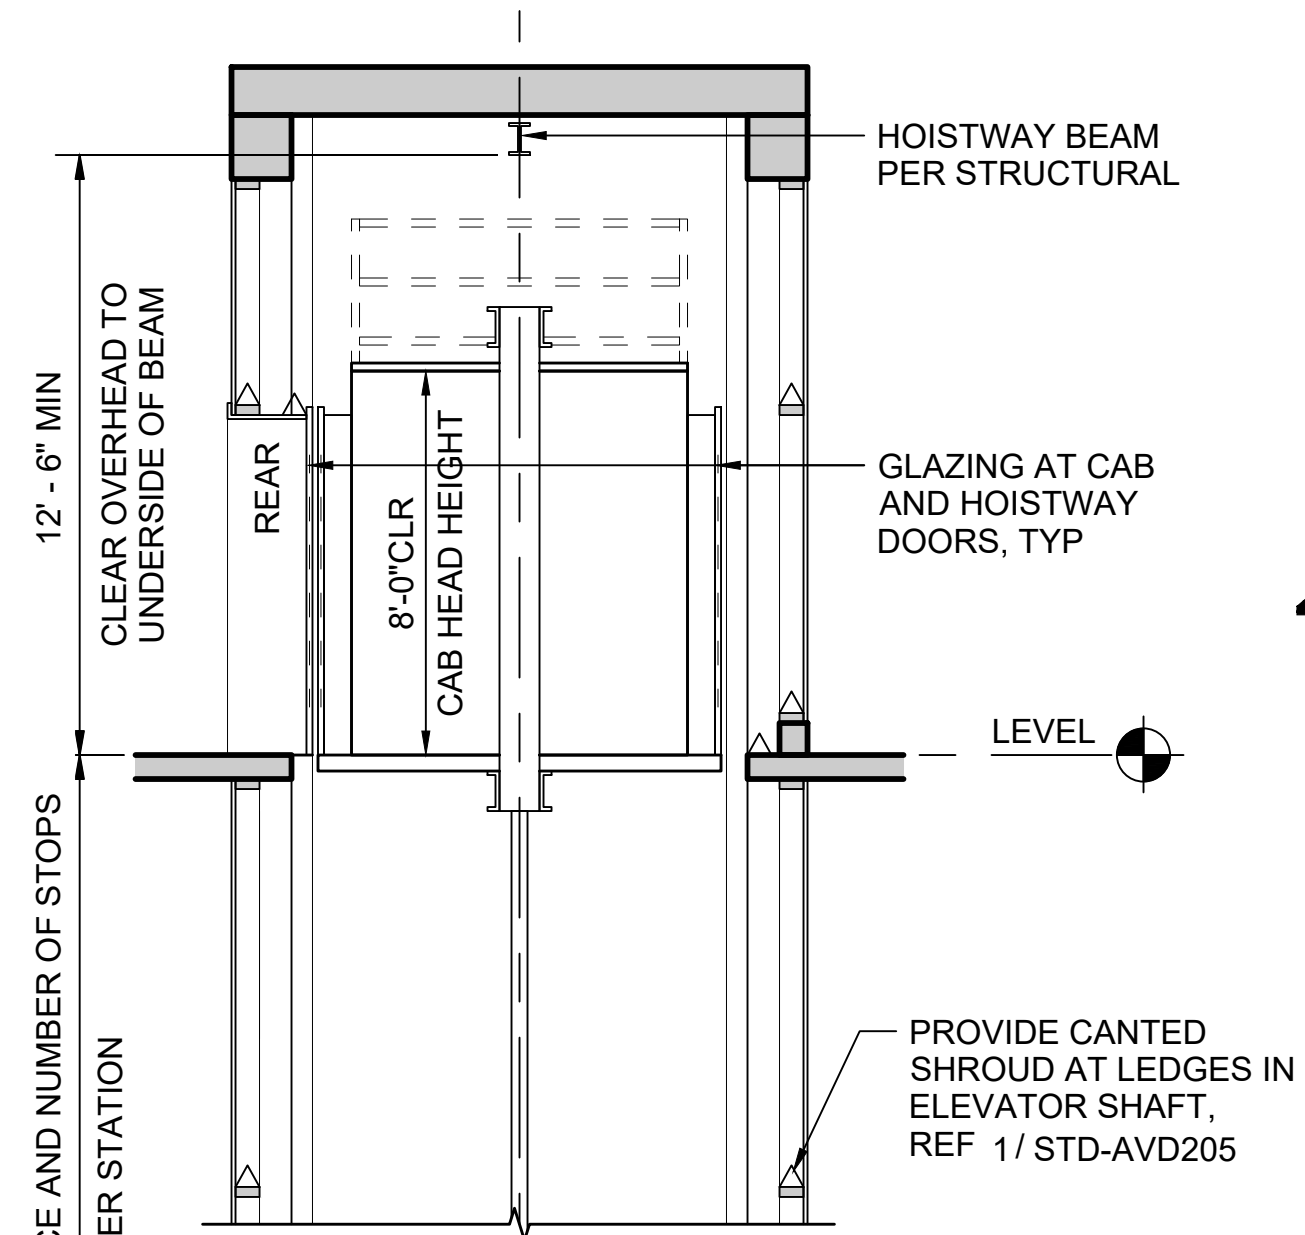 HOISTWAY BEAM
PER STRUCTURAL
12' - 6" MIN
CLEAR OVERHEAD TO
UNDERSIDE OF BEAM
REAR
8'-0"CLR
CAB HEAD HEIGHT
GLAZING AT CAB
AND HOISTWAY
DOORS, TYP
LEVEL
AND NUMBER OF STOPS
STATION
PROVIDE CANTED
SHROUD AT LEDGES IN
ELEVATOR SHAFT,
REF 1/ STD-AVD205